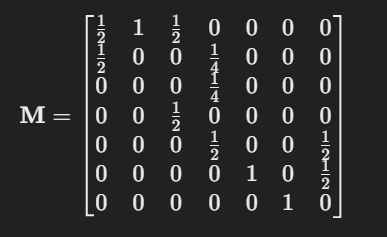 1/2 1 1/2 0 0 0 0
1/2 0 0 1/4 0 0 0
0 0 0 1/4 0 0 0
M = 0 0 1/2 0 0 0 0
0 0 0 1/2 0 0 1/2
0 0 0 0 1 0 1/2
0 0 0 0 0 1 0